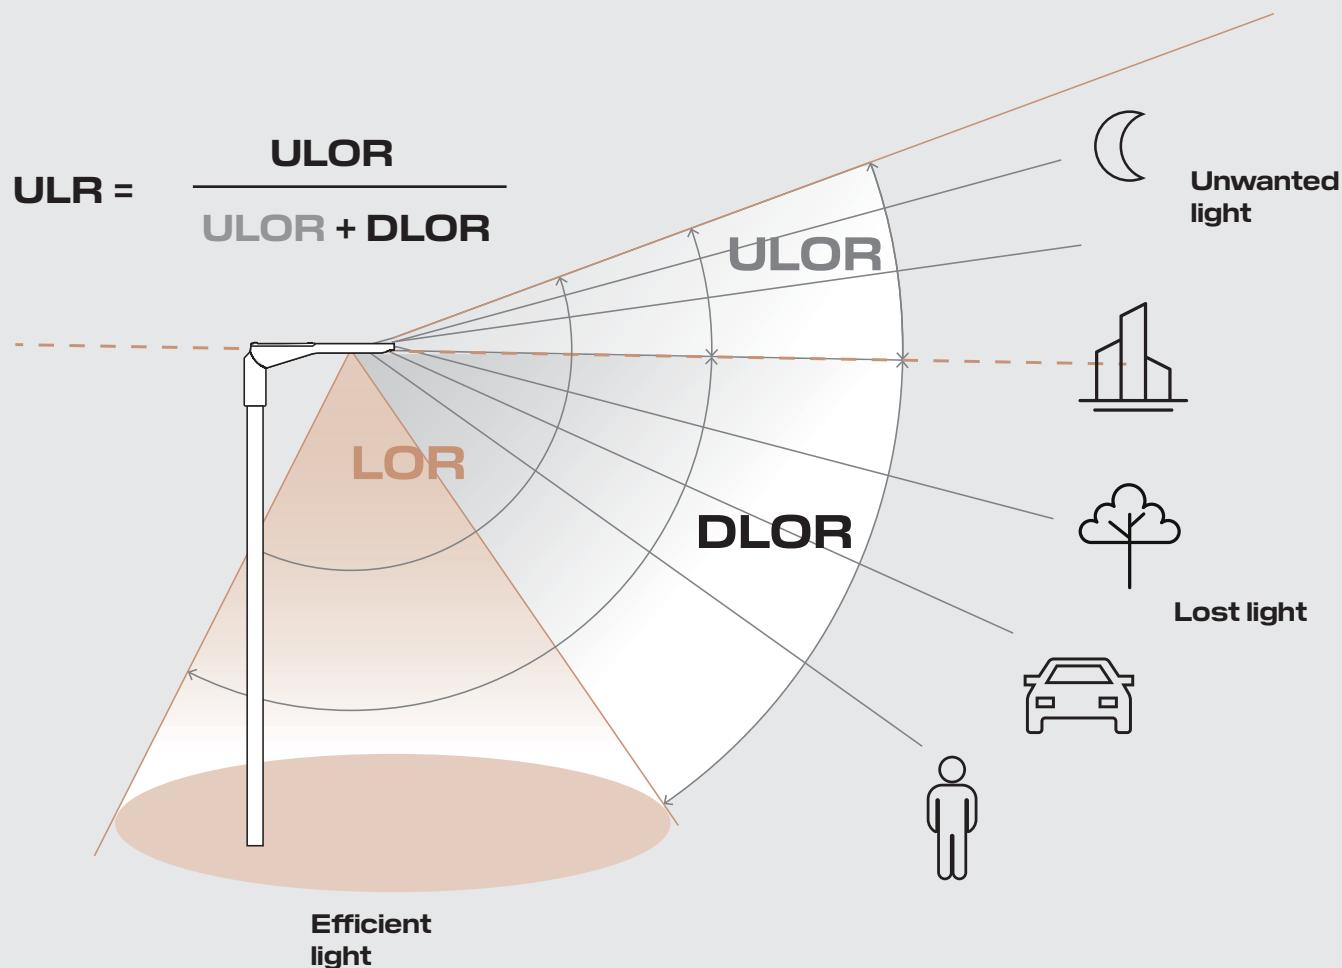 ULOR
ULR =
ULOR + DLOR
Unwanted
light
ULOR
LOR
DLOR
Lost light
Efficient
light